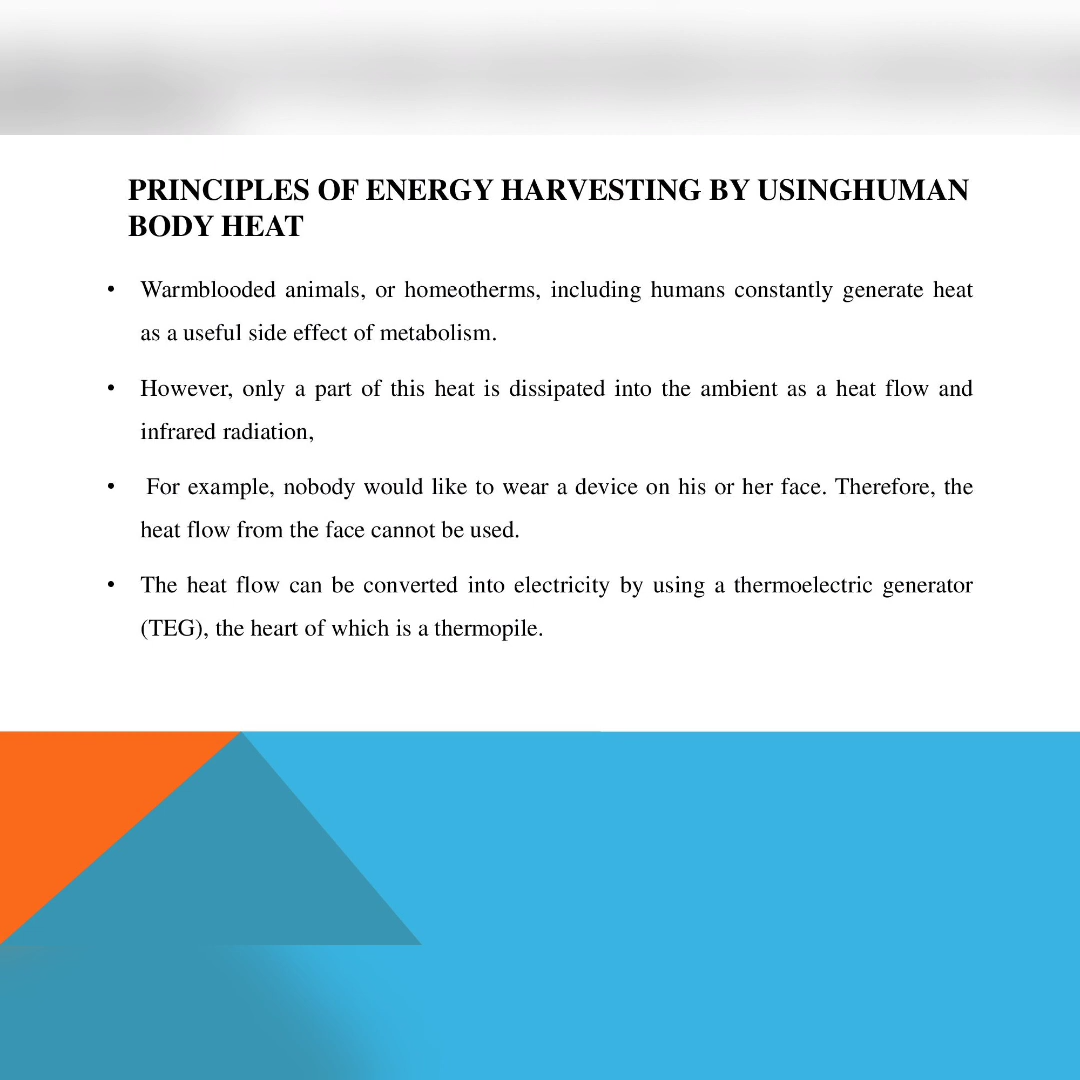 PRINCIPLES OF ENERGY HARVESTING BY USINGHUMAN
BODY HEAT
• Warmblooded animals, or homeotherms, including humans constantly generate heat
as a useful side effect of metabolism.
• However, only a part of this heat is dissipated into the ambient as a heat flow and
infrared radiation,
• For example, nobody would like to wear a device on his or her face. Therefore, the
heat flow from the face cannot be used.
• The heat flow can be converted into electricity by using a thermoelectric generator
(TEG), the heart of which is a thermopile.